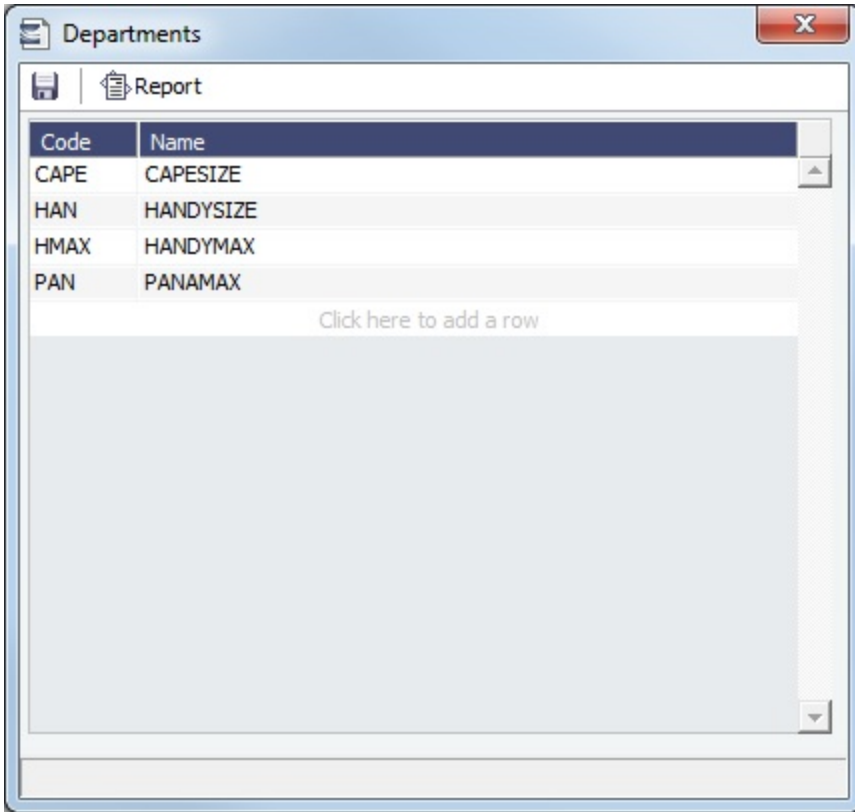 Departments
Report
Code Name
CAPE CAPESIZE
HAN HANDYSIZE
HMAX HANDYMAX
PAN PANAMAX
Click here to add a row